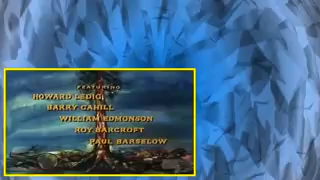 FEATURING
HOWARD LEDIG
BARRY CAHILL
WILLIAM EDMONSON
ROY BARCROFT
PAUL BARSELOW